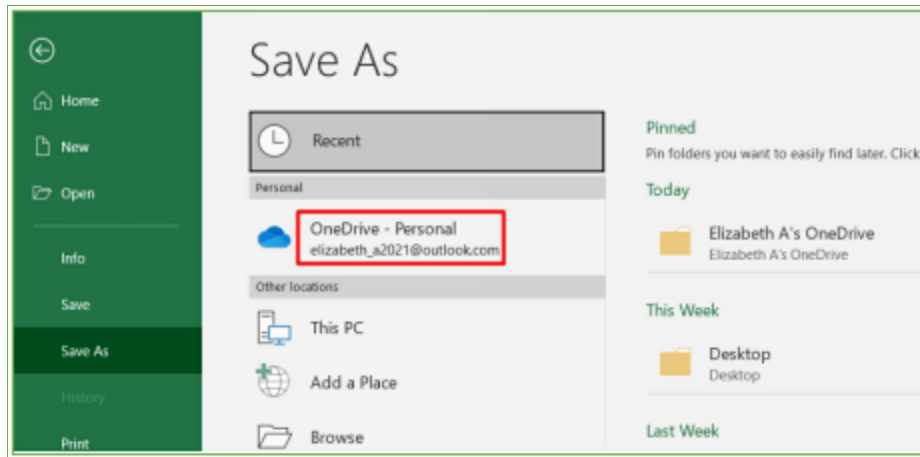 Save As
Home
New
Open
Info
Save
Save As
History
Print
Recent
Personal
OneDrive - Personal
elizabeth_a2021@outlook.com
Other locations
This PC
Add a Place
Browse
Pinned
Pin folders you want to easily find later. Click
Today
Elizabeth A's OneDrive
Elizabeth A's OneDrive
This Week
Desktop
Desktop
Last Week